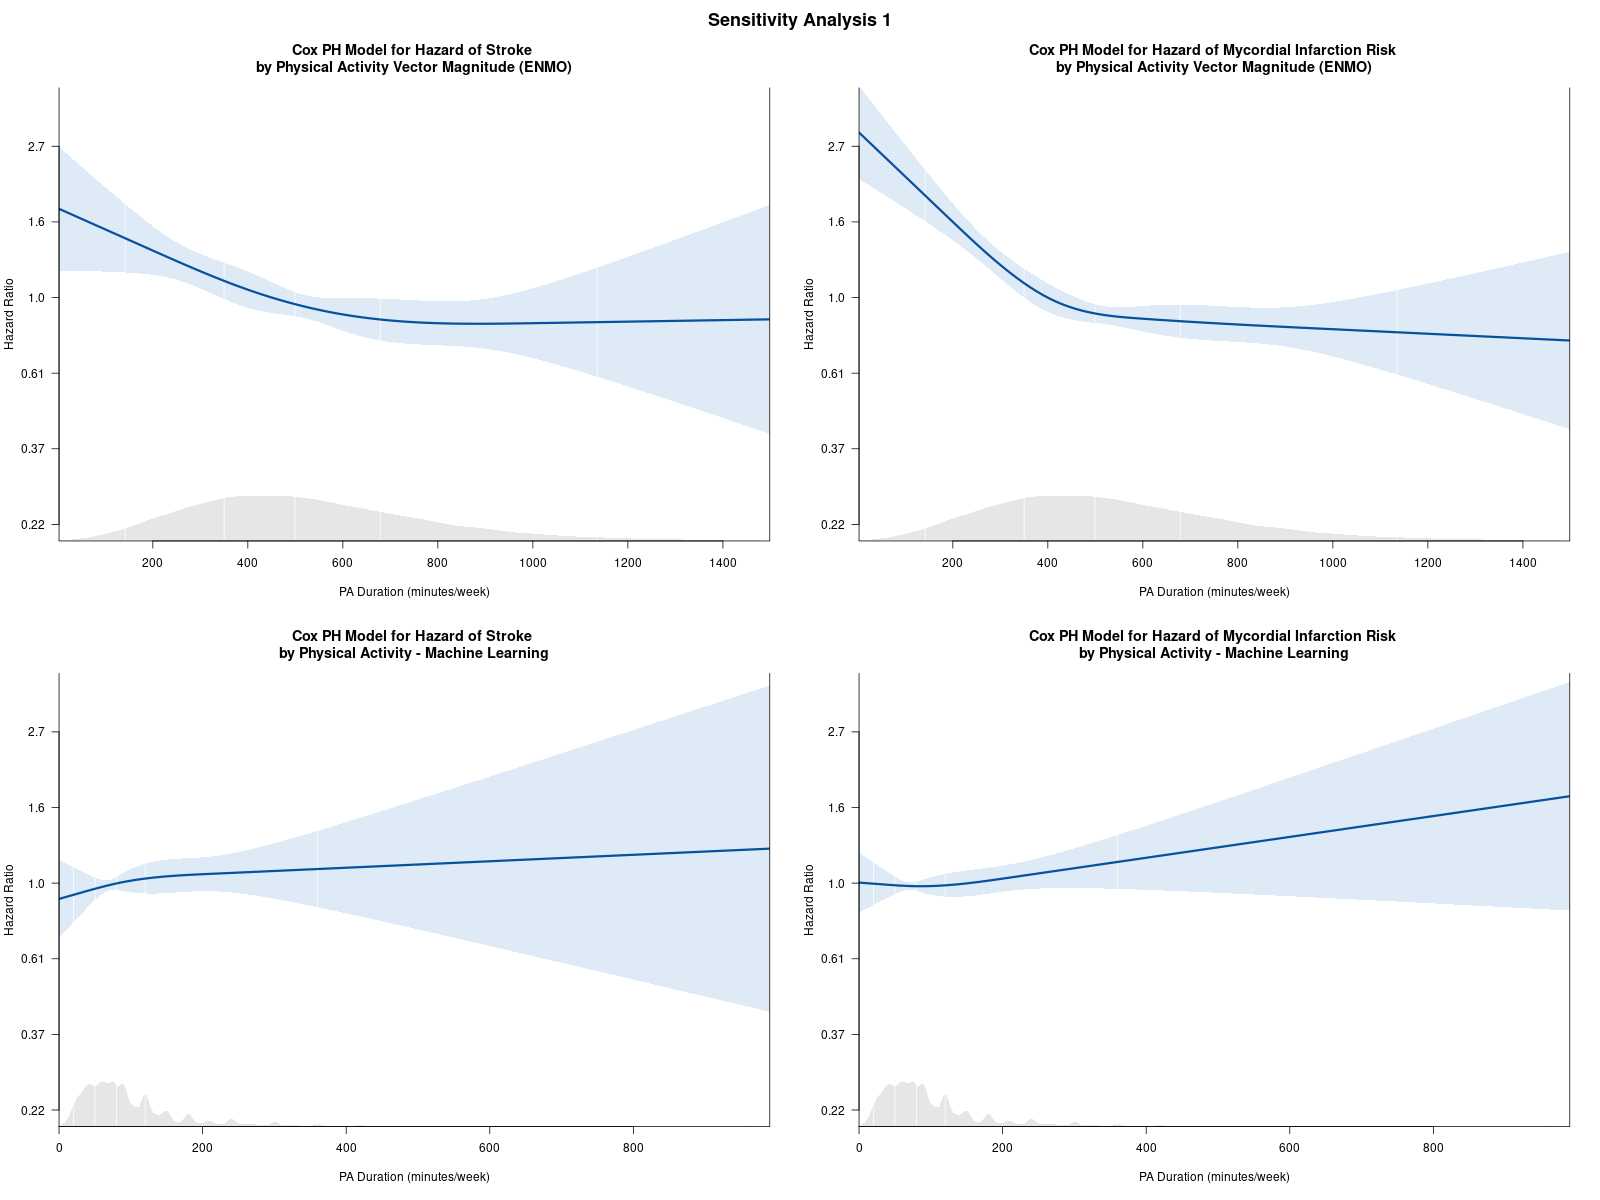 Sensitivity Analysis 1
Cox PH Model for Hazard of Stroke
by Physical Activity Vector Magnitude (ENMO)
Hazard Ratio
2.7
1.6
1.0
0.61
0.37
0.22
200 400 600 800 1000 1200 1400
PA Duration (minutes/week)
Cox PH Model for Hazard of Mycordial Infarction Risk
by Physical Activity Vector Magnitude (ENMO)
Hazard Ratio
2.7
1.6
1.0
0.61
0.37
0.22
200 400 600 800 1000 1200 1400
PA Duration (minutes/week)
Cox PH Model for Hazard of Stroke
by Physical Activity - Machine Learning
Hazard Ratio
2.7
1.6
1.0
0.61
0.37
0.22
0 200 400 600 800
PA Duration (minutes/week)
Cox PH Model for Hazard of Mycordial Infarction Risk
by Physical Activity - Machine Learning
Hazard Ratio
2.7
1.6
1.0
0.61
0.37
0.22
0 200 400 600 800
PA Duration (minutes/week)